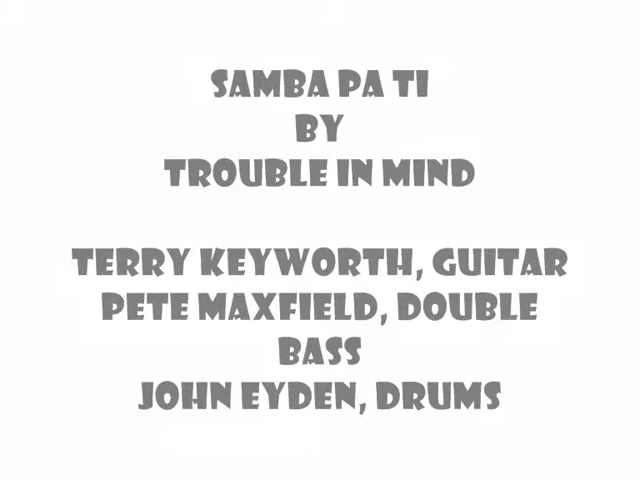 SAMBA PA TI
BY
TROUBLE IN MIND
TERRY KEYWORTH, GUITAR
PETE MAXFIELD, DOUBLE
BASS
JOHN EYDEN, DRUMS